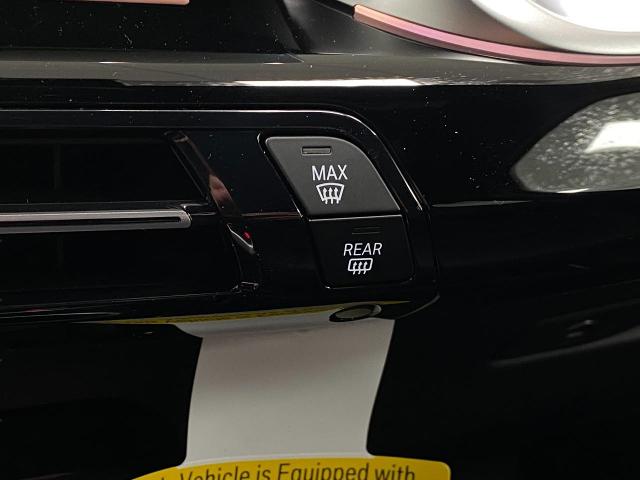 MAX
REAR
Vehicle is Equipped with